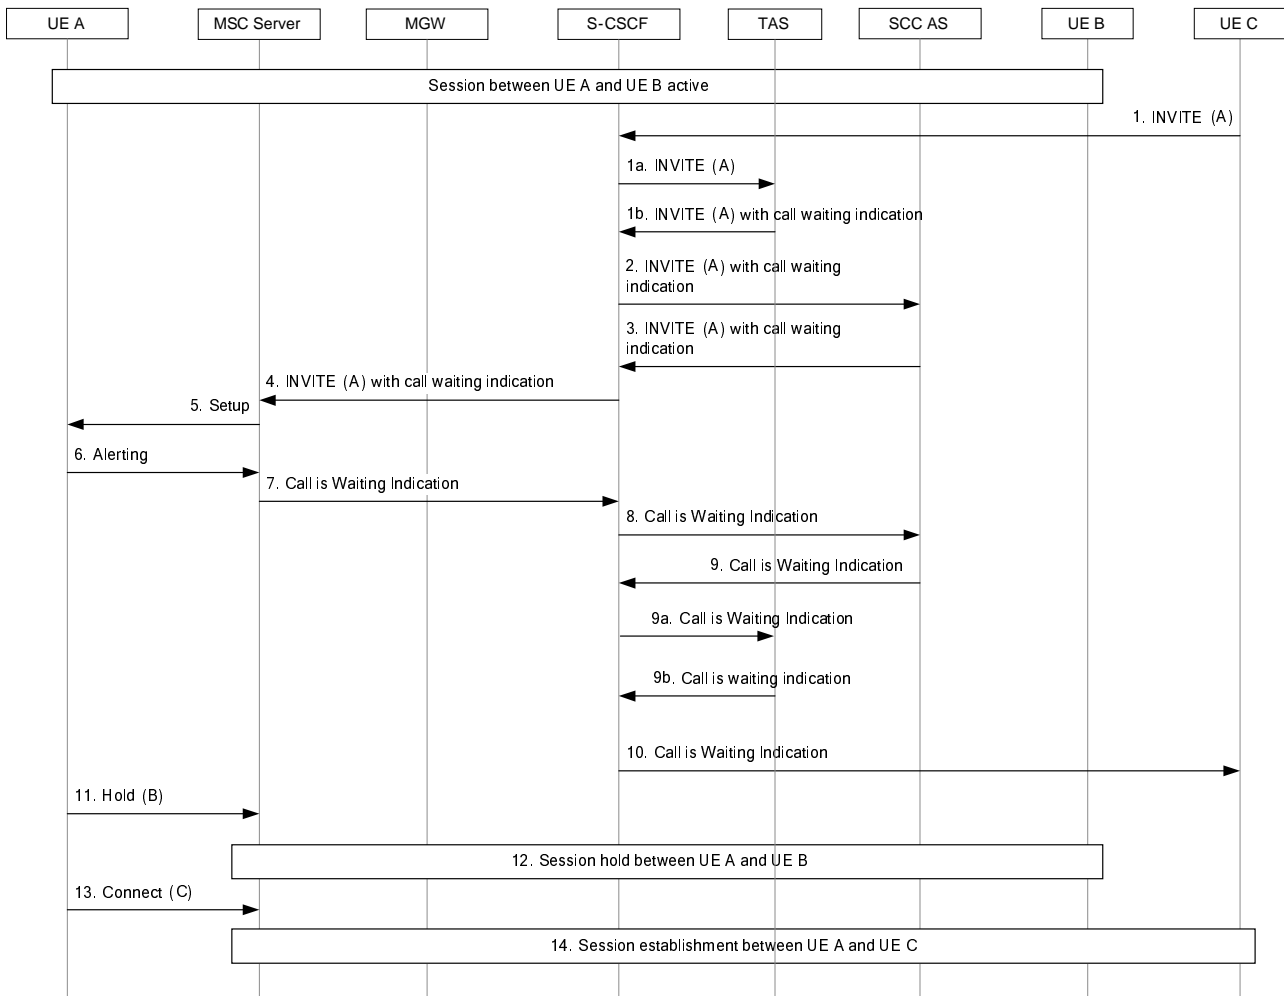 UE A
MSC Server
MGW
S-CSCF
TAS
SCC AS
UE B
UE C
Session between UE A and UE B active
1. INVITE (A)
1a. INVITE (A)
1b. INVITE (A) with call waiting indication
2. INVITE (A) with call waiting
indication
3. INVITE (A) with call waiting
indication
4. INVITE (A) with call waiting indication
5. Setup
6. Alerting
7. Call is Waiting Indication
8. Call is Waiting Indication
9. Call is Waiting Indication
9a. Call is Waiting Indication
9b. Call is waiting indication
10. Call is Waiting Indication
11. Hold (B)
12. Session hold between UE A and UE B
13. Connect (C)
14. Session establishment between UE A and UE C